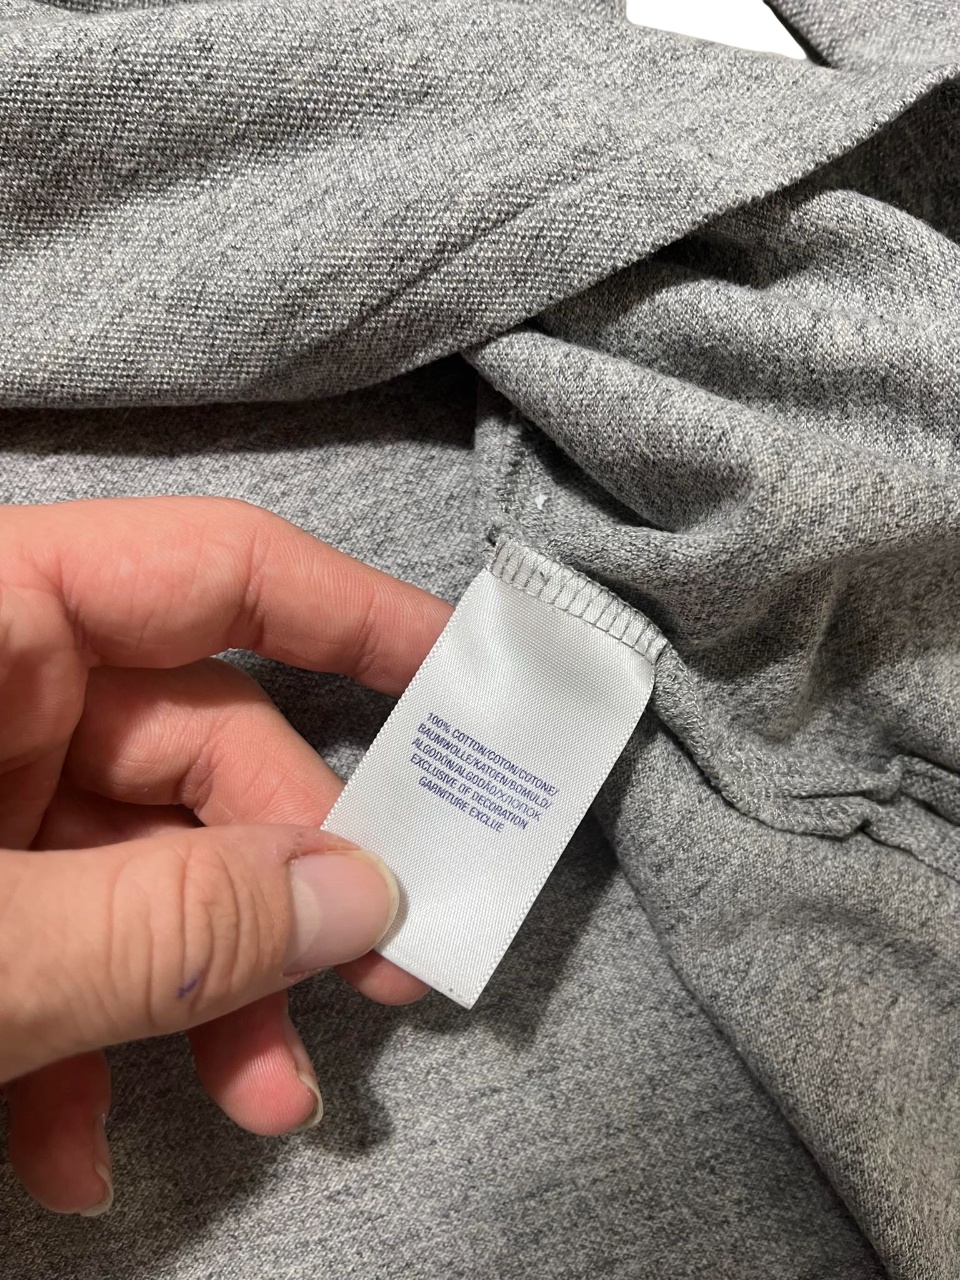 100% COTTON/COTON/COTONE/
BAUMWOLLE/KATOEN/BOMULD/
ALGODÓN/ALGODÃO/ХЛОПОК
EXCLUSIVE OF DECORATION
GARNITURE EXCLUE